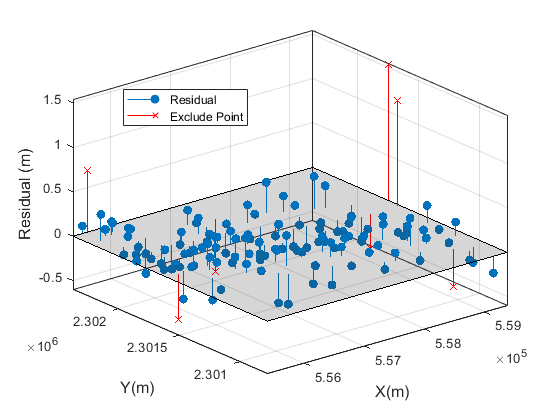 Residual
Exclude Point
Residual (m)
1.5
1
0.5
0
-0.5
2.302
2.3015
2.301
×10⁶
Y(m)
5.56
5.57
5.58
5.59
×10⁵
X(m)